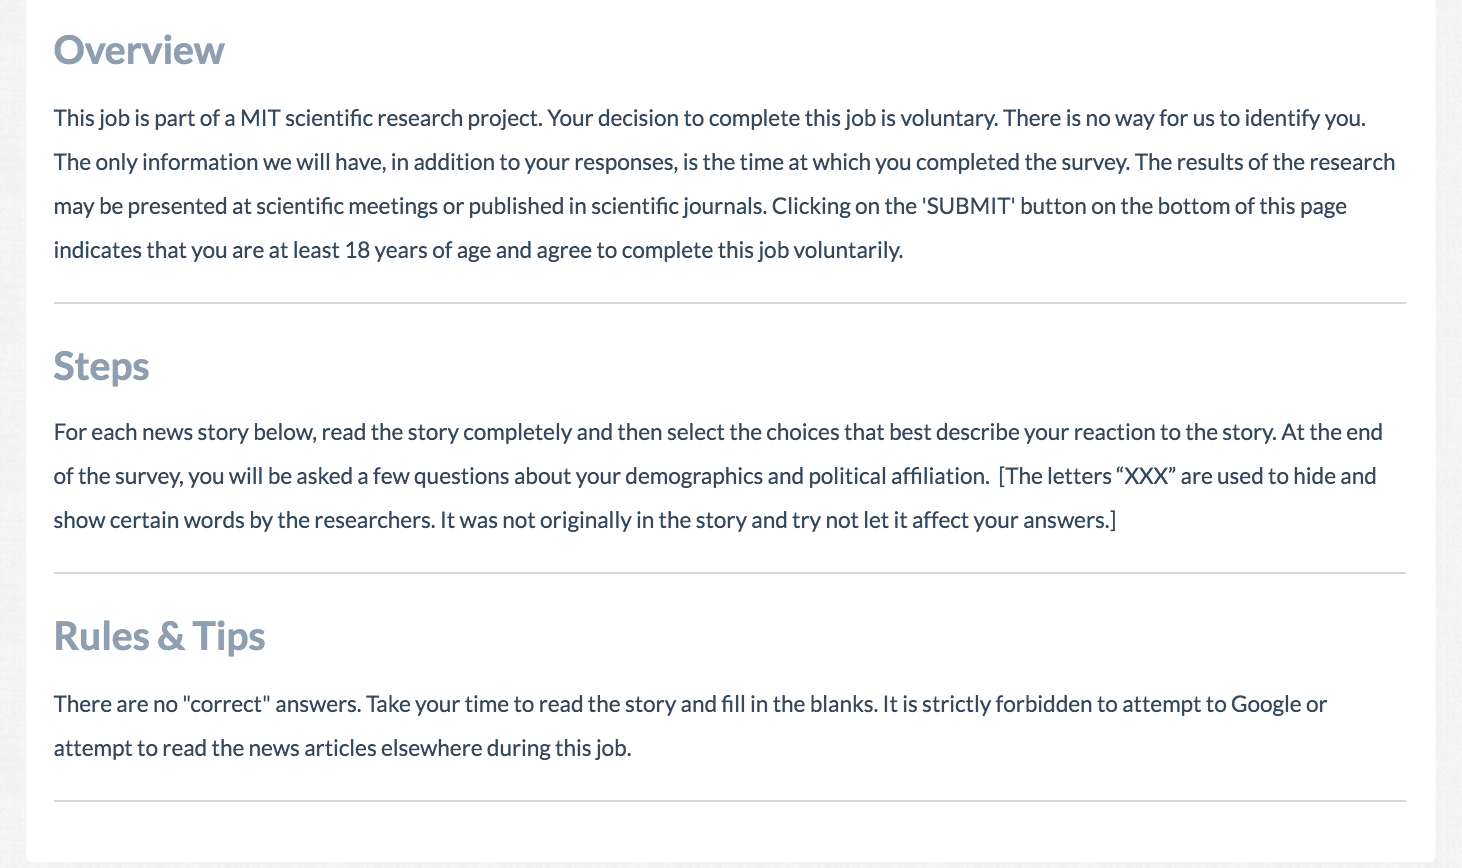 Overview
This job is part of a MIT scientific research project. Your decision to complete this job is voluntary. There is no way for us to identify you.
The only information we will have, in addition to your responses, is the time at which you completed the survey. The results of the research
may be presented at scientific meetings or published in scientific journals. Clicking on the 'SUBMIT' button on the bottom of this page
indicates that you are at least 18 years of age and agree to complete this job voluntarily.
Steps
For each news story below, read the story completely and then select the choices that best describe your reaction to the story. At the end
of the survey, you will be asked a few questions about your demographics and political affiliation.  [The letters “XXX” are used to hide and
show certain words by the researchers. It was not originally in the story and try not let it affect your answers.]
Rules & Tips
There are no "correct" answers. Take your time to read the story and fill in the blanks. It is strictly forbidden to attempt to Google or
attempt to read the news articles elsewhere during this job.